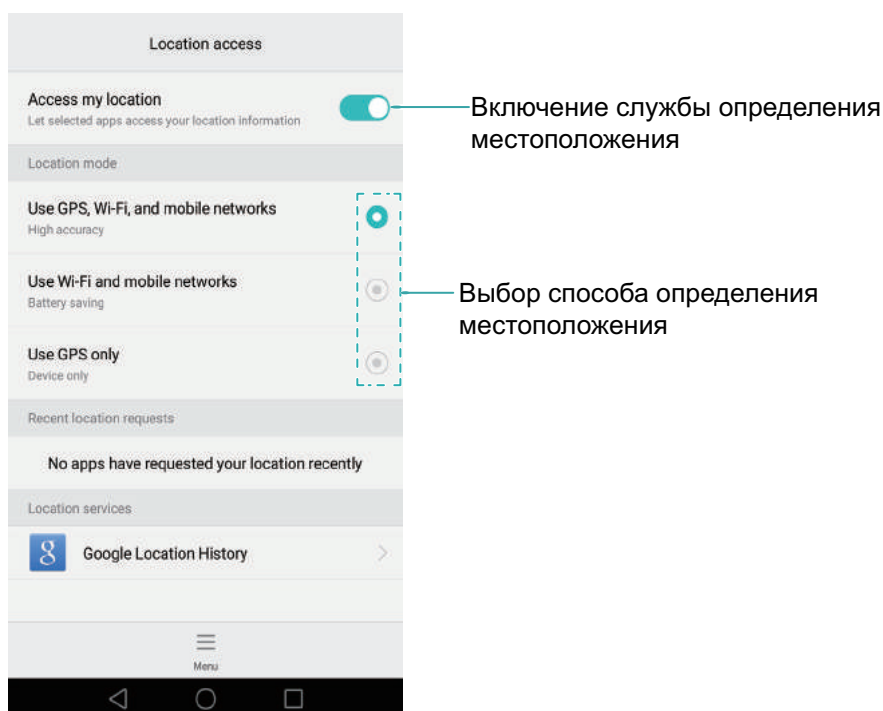 Location access
Access my location
Let selected apps access your location information
Включение службы определения
местоположения
Location mode
Use GPS, Wi-Fi, and mobile networks
High accuracy
Use Wi-Fi and mobile networks
Battery saving
Выбор способа определения
местоположения
Use GPS only
Device only
Recent location requests
No apps have requested your location recently
Location services
8 Google Location History
Menu